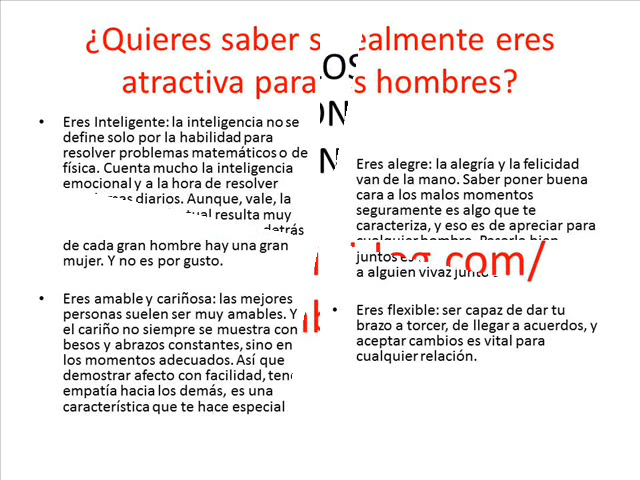 ¿Quieres saber s ealmente eres
atractiva para s hombres?
• Eres Inteligente: la inteligencia no se
define solo por la habilidad para
resolver problemas matemáticos o de
física. Cuenta mucho la inteligencia
emocional y a la hora de resolver
diarios. Aunque, vale, la
resulta muy
detrás
de cada gran hombre hay una gran
mujer. Y no es por gusto.
• Eres amable y cariñosa: las mejores
personas suelen ser muy amables. Y
el cariño no siempre se muestra con
besos y abrazos constantes, sino en
los momentos adecuados. Así que
demostrar afecto con facilidad,
empatía hacia los demás, es una
característica que te hace especial
Eres alegre: la alegría y la felicidad
van de la mano. Saber poner buena
cara a los malos momentos
seguramente es algo que te
caracteriza, y eso es de apreciar para
juntos
a alguien vivaz
• Eres flexible: ser capaz de dar tu
brazo a torcer, de llegar a acuerdos, y
aceptar cambios es vital para
cualquier relación.
OS
ON
N
.com/